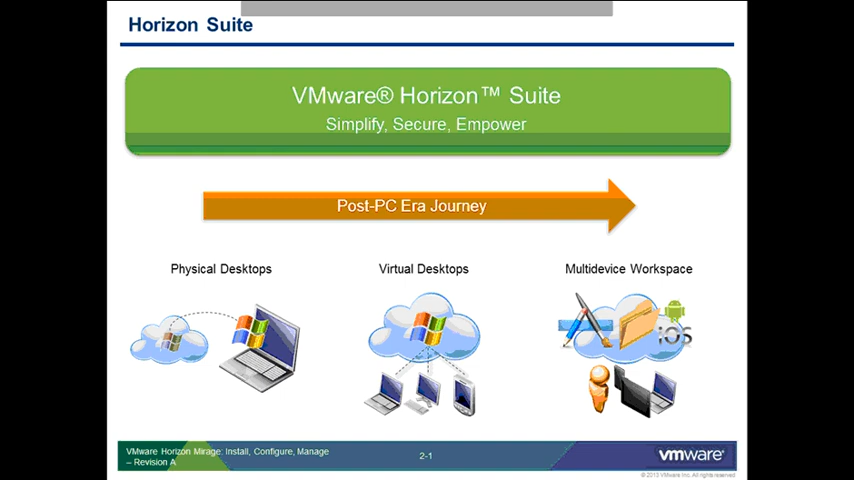 Horizon Suite
VMware® Horizon™ Suite
Simplify, Secure, Empower
Post-PC Era Journey
Physical Desktops
Virtual Desktops
Multidevice Workspace
iOS
VMware Horizon Mirage: Install, Configure, Manage
– Revision A
2-1
vmware®
© 2013 VMware Inc. All rights reserved